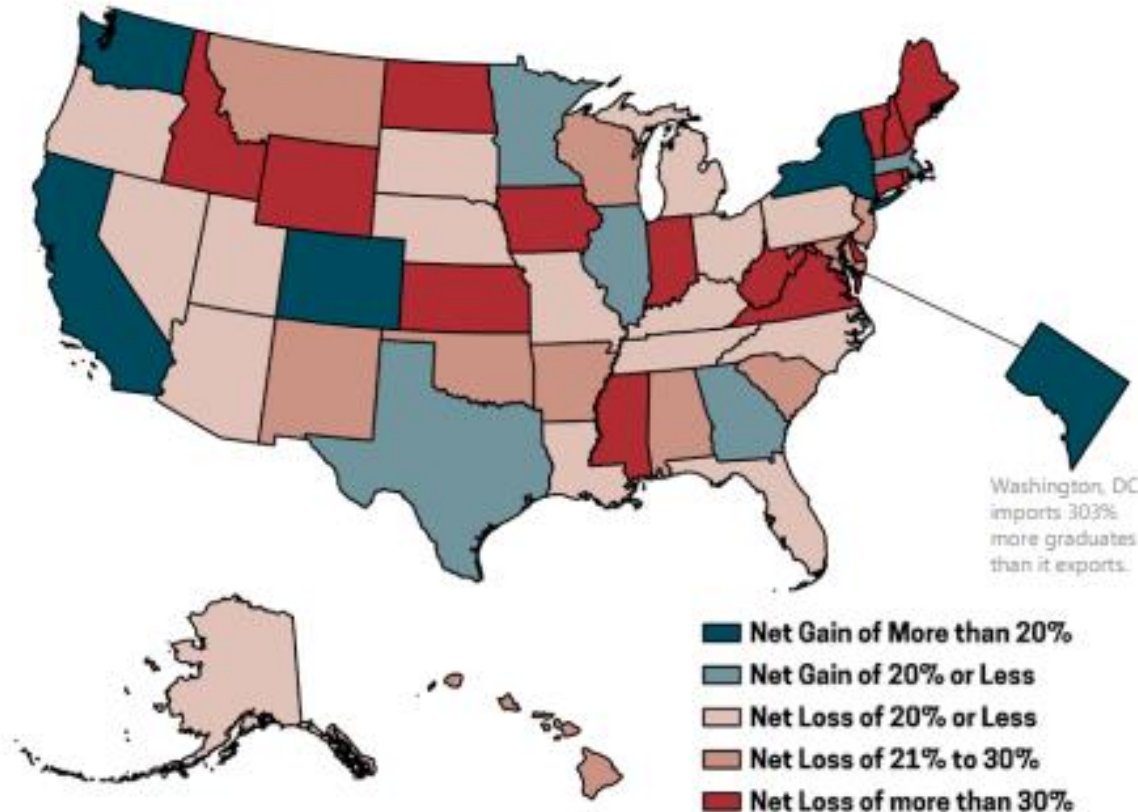 Washington, DC
imports 303%
more graduates
than it exports.
Net Gain of More than 20%
Net Gain of 20% or Less
Net Loss of 20% or Less
Net Loss of 21% to 30%
Net Loss of more than 30%